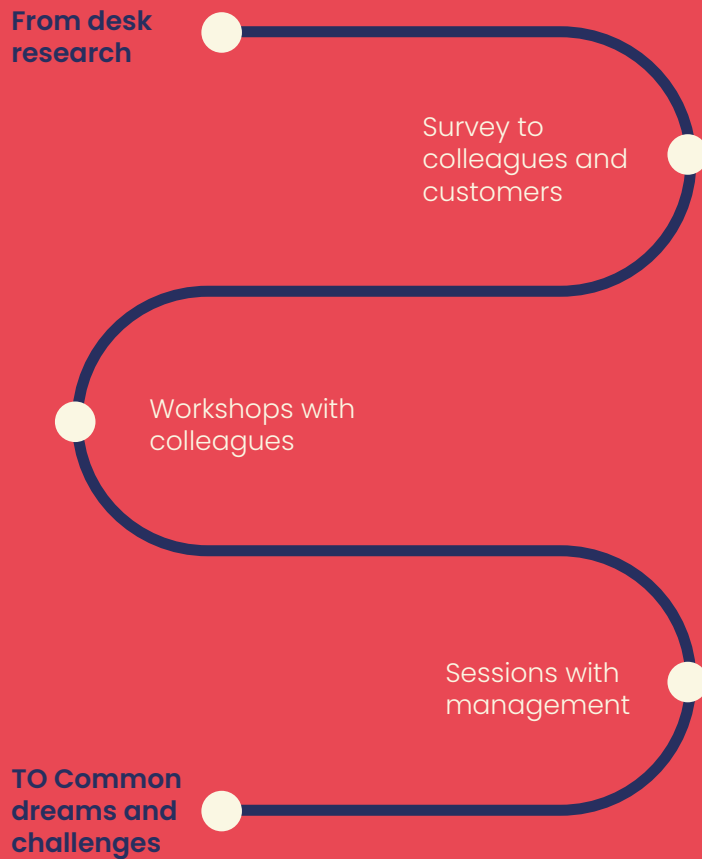 From desk
research
Survey to
colleagues and
customers
Workshops with
colleagues
Sessions with
management
TO Common
dreams and
challenges